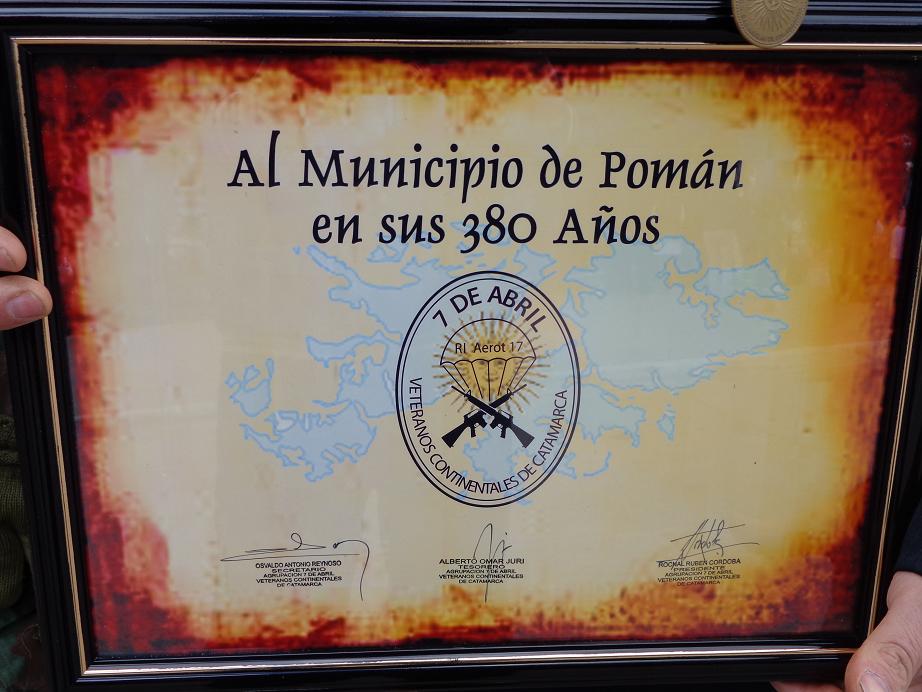 Al Municipio de Pomán
en sus 380 Años
7 DE ABRIL
RI Aerot 17
VETERANOS CONTINENTALES DE CATAMARCA
OSVALDO ANTONIO REYNOSO
SECRETARIO
AGRUPACION 7 DE ABRIL
VETERANOS CONTINENTALES
DE CATAMARCA
ALBERTO OMAR JURI
TESORERO
AGRUPACION 7 DE ABRIL
VETERANOS CONTINENTALES
DE CATAMARCA
RUBEN CORDOBA
PRESIDENTE
AGRUPACION 7 DE ABRIL
VETERANOS CONTINENTALES
DE CATAMARCA